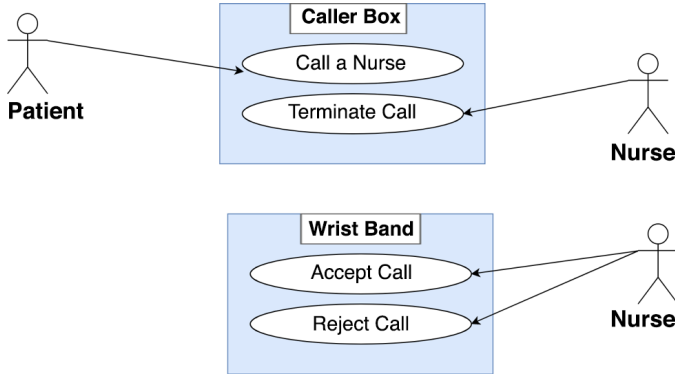 Caller Box
Call a Nurse
Patient
Terminate Call
Nurse
Wrist Band
Accept Call
Reject Call
Nurse